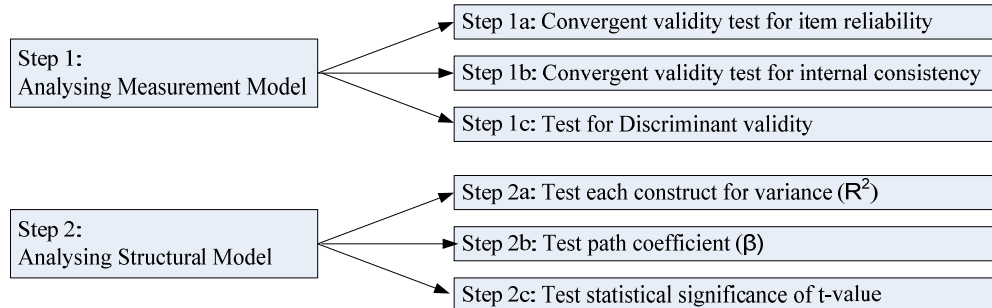 Step 1:
Analysing Measurement Model
Step 1a: Convergent validity test for item reliability
Step 1b: Convergent validity test for internal consistency
Step 1c: Test for Discriminant validity
Step 2:
Analysing Structural Model
Step 2a: Test each construct for variance (R²)
Step 2b: Test path coefficient (β)
Step 2c: Test statistical significance of t-value